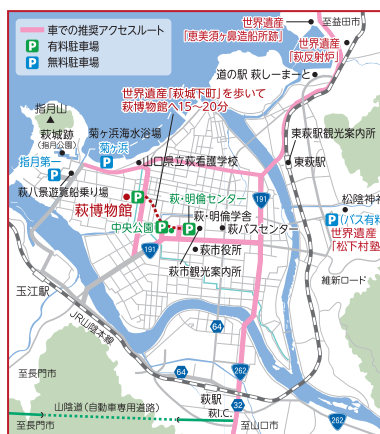 車での推奨アクセスルート
P 有料駐車場
P 無料駐車場
世界遺産
「恵美須ヶ鼻造船所跡」
至益田市
世界遺産
「萩反射炉」
道の駅 萩しーまーと
世界遺産「萩城下町」を歩いて
萩博物館へ15〜20分
指月山
萩城跡
(指月公園)
菊ヶ浜海水浴場
菊ヶ浜
P
指月第一
P
山口県立萩看護学校
東萩駅観光案内所
東萩駅
萩八景遊覧船乗り場
萩博物館
P
萩・明倫センター
191
松陰神社
P
(バス有料
世界遺産
「松下村塾
中央公園
P
P
萩・明倫学舎
萩バスセンター
191
萩市役所
萩市観光案内所
維新ロード
玉江駅
JR山陰本線
64
262
64
至長門市
萩駅
262
32
山陰道(自動車専用道路)
萩I.C.
至長門市
至山口市